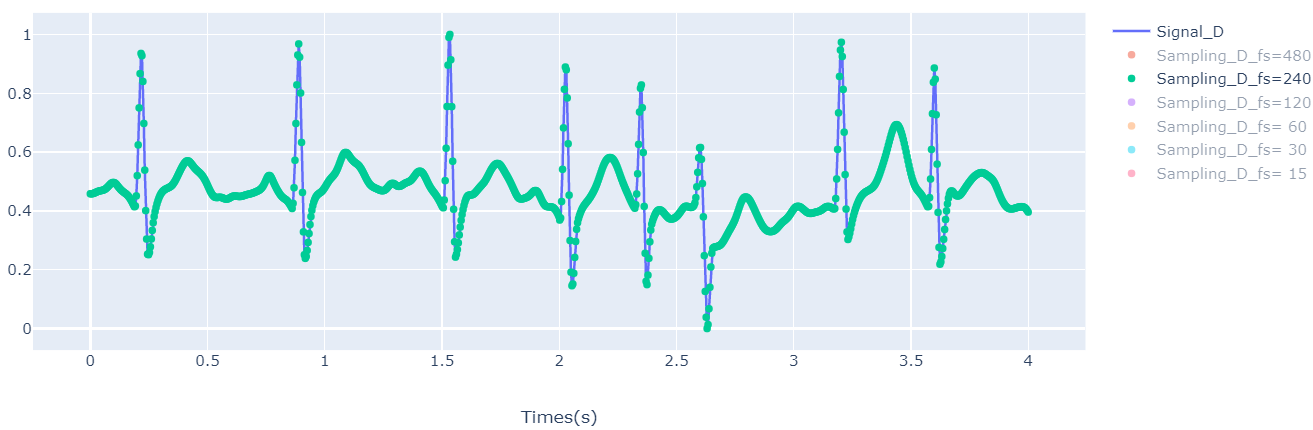 1
0.8
0.6
0.4
0.2
0
0
0.5
1
1.5
2
2.5
3
3.5
4
Times(s)
Signal_D
Sampling_D_fs=480
Sampling_D_fs=240
Sampling_D_fs=120
Sampling_D_fs= 60
Sampling_D_fs= 30
Sampling_D_fs= 15